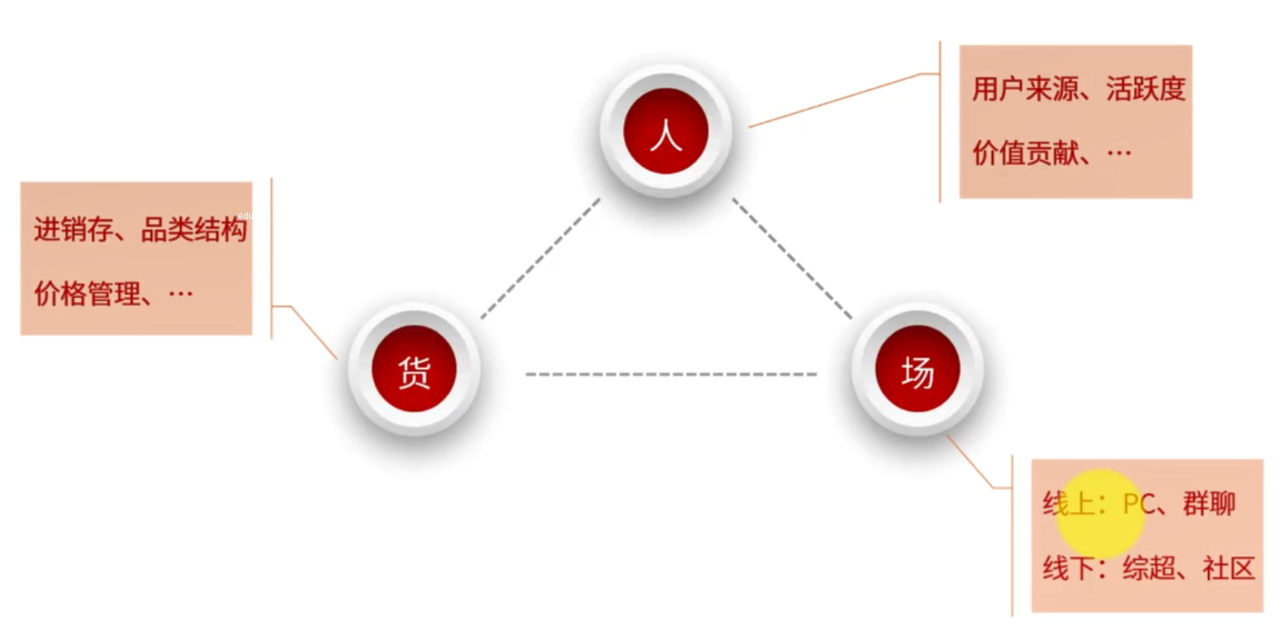 人
用户来源、活跃度
价值贡献、…
进销存、品类结构
价格管理、…
货
场
线上：PC、群聊
线下：综超、社区